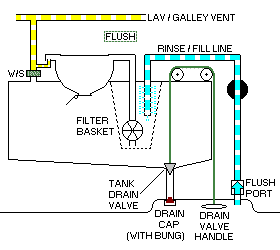 LAV / GALLEY VENT
FLUSH
RINSE / FILL LINE
W/S
FILTER
BASKET
TANK
DRAIN
VALVE
FLUSH
PORT
DRAIN
CAP
(WITH BUNG)
DRAIN
VALVE
HANDLE